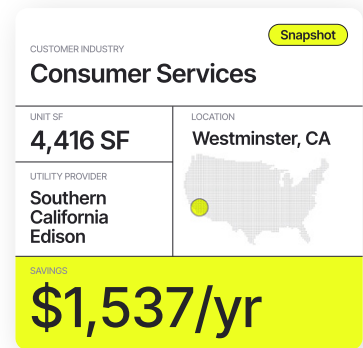 Snapshot
CUSTOMER INDUSTRY
Consumer Services
UNIT SF
4,416 SF
LOCATION
Westminster, CA
UTILITY PROVIDER
Southern
California
Edison
SAVINGS
$1,537/yr